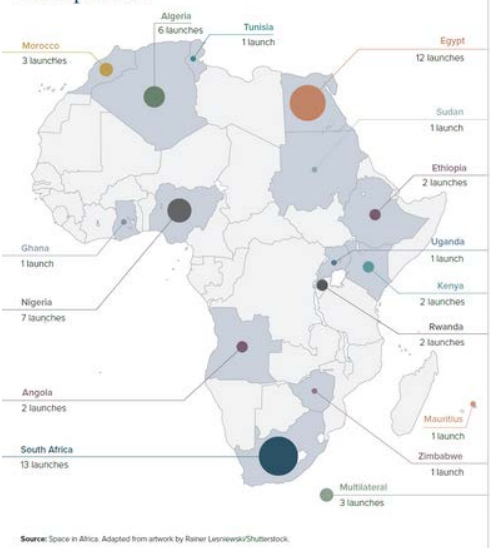 Algeria
6 launches
Tunisia
1 launch
Morocco
3 launches
Egypt
12 launches
Sudan
1 launch
Ethiopia
2 launches
Ghana
1 launch
Uganda
1 launch
Kenya
2 launches
Nigeria
7 launches
Rwanda
2 launches
Angola
2 launches
Mauritius
1 launch
South Africa
13 launches
Zimbabwe
1 launch
Multilateral
3 launches
Source: Space in Africa. Adapted from artwork by Rainer Lesniewski/Shutterstock.